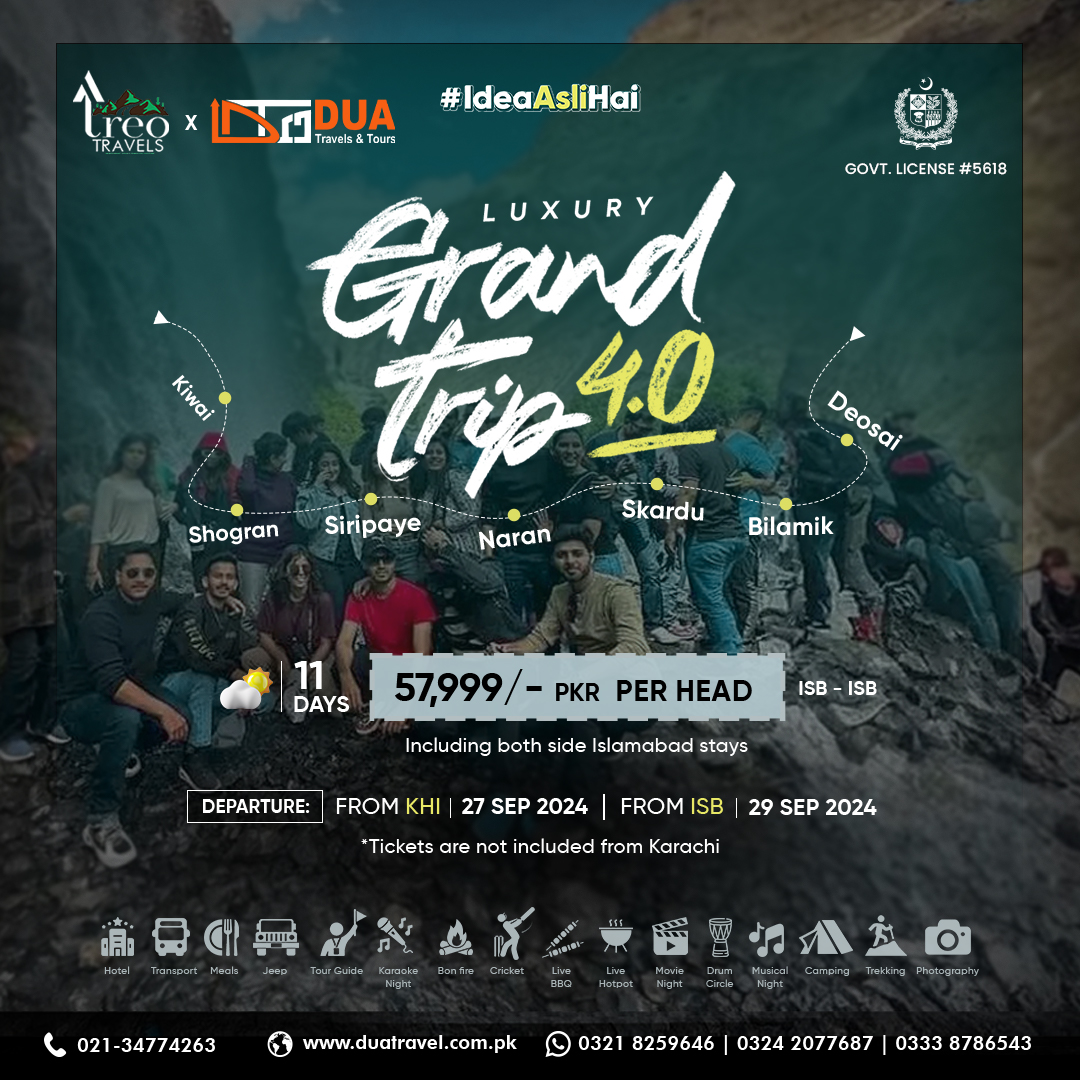 treo
TRAVELS
X
DUA
Travels & Tours
#IdeaAsliHai
GOVT. LICENSE #5618
LUXURY
Grand
Trip 4.0
Kiwai
Shogran
Siripaye
Naran
Skardu
Bilamik
Deosai
11
DAYS
57,999/- PKR PER HEAD
ISB - ISB
Including both side Islamabad stays
DEPARTURE: FROM KHI | 27 SEP 2024 | FROM ISB | 29 SEP 2024
*Tickets are not included from Karachi
Hotel
Transport
Meals
Jeep
Tour Guide
Karaoke
Night
Bon fire
Cricket
Live
BBQ
Live
Hotpot
Movie
Night
Drum
Circle
Musical
Night
Camping
Trekking
Photography
021-34774263
www.duatravel.com.pk
0321 8259646 | 0324 2077687 | 0333 8786543